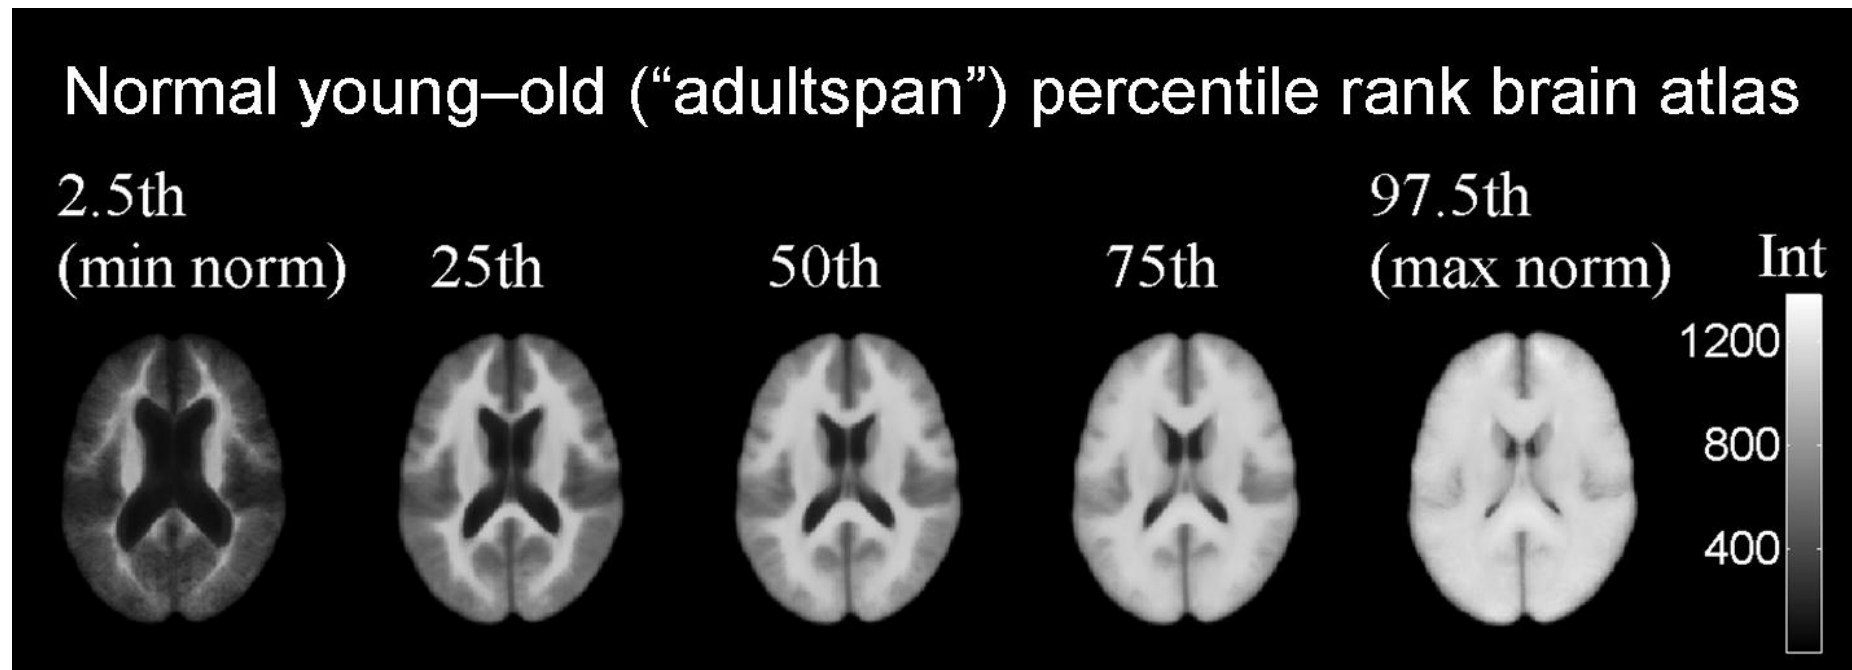 Normal young–old (“adultspan”) percentile rank brain atlas
2.5th
(min norm)
25th
50th
75th
97.5th
(max norm)
Int
1200
800
400